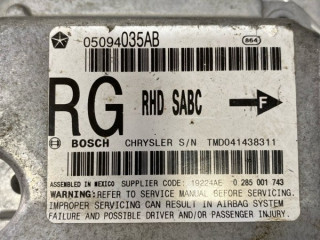 05094035AB
864
RG RHD SABC F
BOSCH CHRYSLER S/N TMD041438311
ASSEMBLED IN MEXICO SUPPLIER CODE: 19224AE 0 285 001 743
WARNING: REFER TO SERVICE MANUAL BEFORE SERVICING.
IMPROPER SERVICING CAN RESULT IN AIRBAG SYSTEM
FAILURE AND POSSIBLE DRIVER AND/OR PASSENGER INJURY.